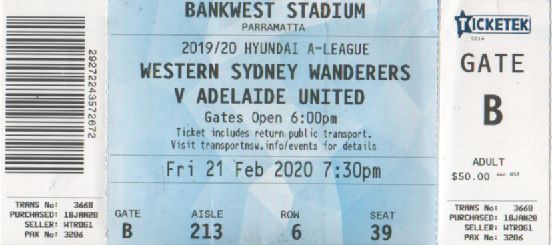 29272243572672
TRANS No: 3668
PURCHASED: 18JAN20
SELLER: WTROG1
PAX No: 3206
BANKWEST STADIUM
PARRAMATTA
2019/20 HYUNDAI A-LEAGUE
WESTERN SYDNEY WANDERERS
V ADELAIDE UNITED
Gates Open 6:00pm
Ticket includes return public transport.
Visit transportnsw.info/events for details
Fri 21 Feb 2020 7:30pm
GATE AISLE ROW SEAT
B 213 6 39
TICKETEK
GATE
B
ADULT
$50.00 inc GST
TRANS No: 3668
PURCHASED: 18JAN20
SELLER: WTROG1
PAX No: 3206